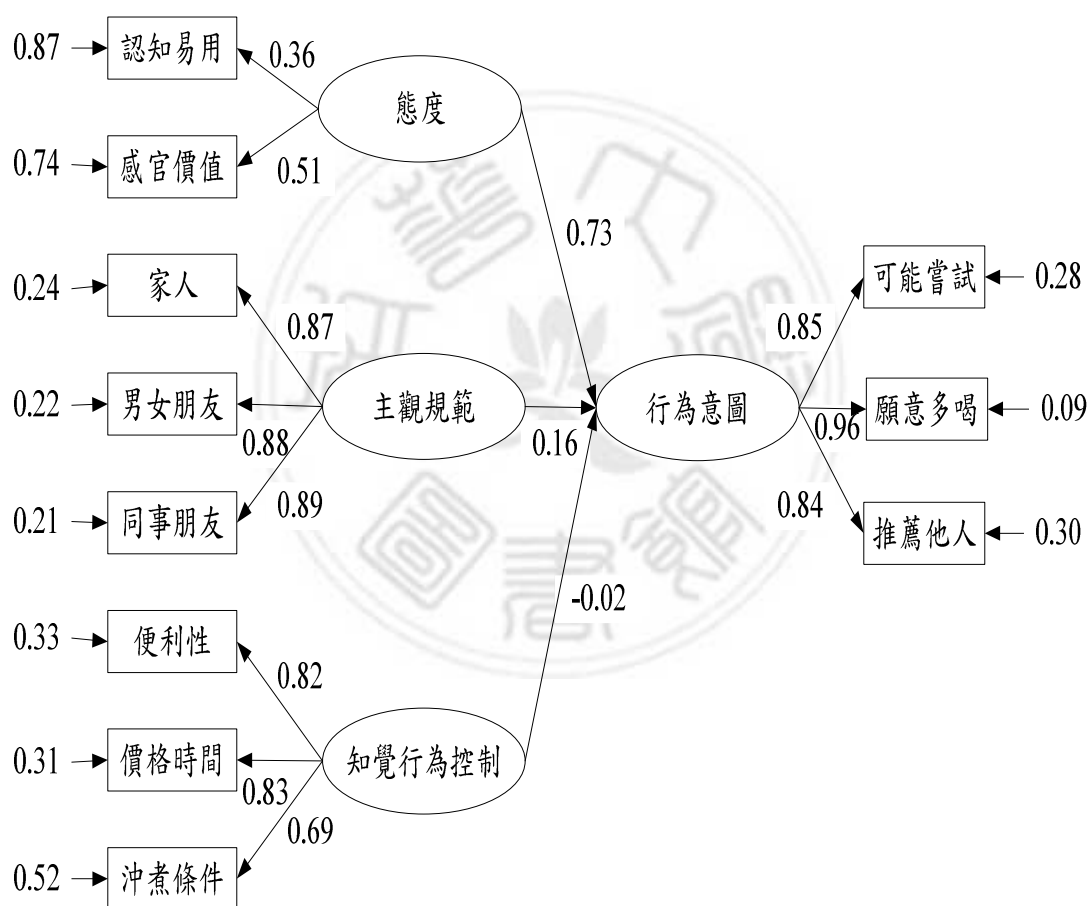 0.87
認知易用
0.36
態度
0.74
感官價值
0.51
0.73
0.24
家人
0.87
0.22
男女朋友
0.88
主觀規範
0.16
0.21
同事朋友
0.89
行為意圖
0.85
可能嘗試
0.28
0.96
願意多喝
0.09
0.84
推薦他人
0.30
-0.02
0.33
便利性
0.82
0.31
價格時間
0.83
知覺行為控制
0.52
沖煮條件
0.69